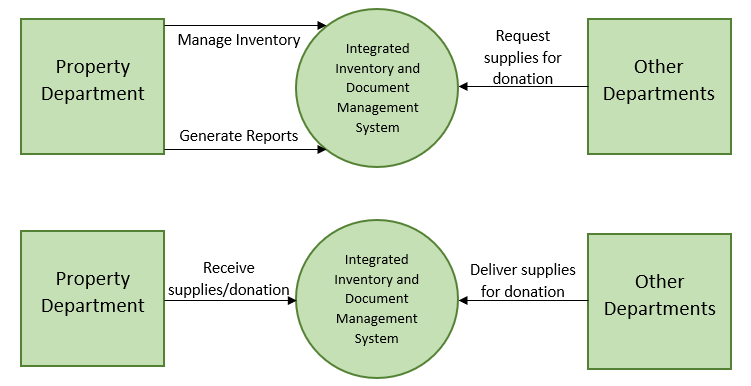 Property
Department
Manage Inventory
Generate Reports
Integrated
Inventory and
Document
Management
System
Request
supplies for
donation
Other
Departments
Property
Department
Receive
supplies/donation
Integrated
Inventory and
Document
Management
System
Deliver supplies
for donation
Other
Departments